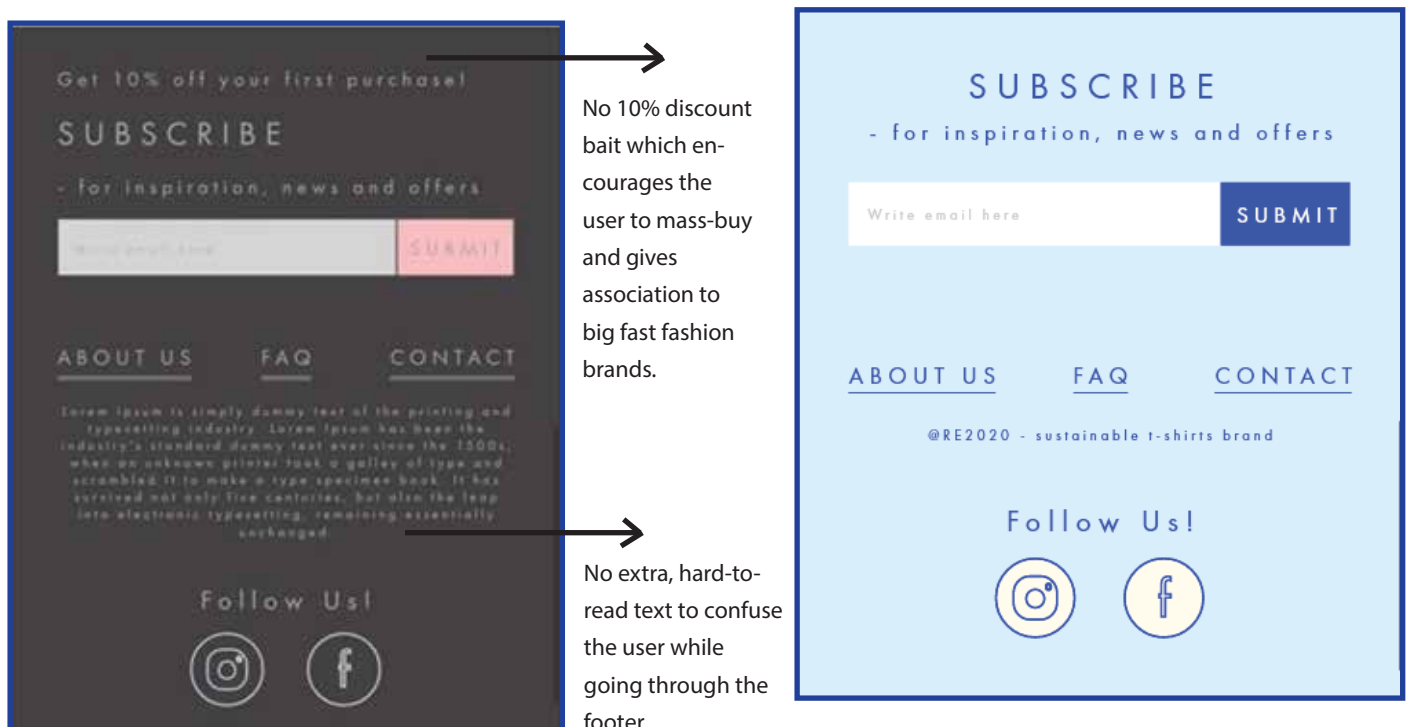 Get 10% off your first purchase!
SUBSCRIBE
- for inspiration, news and offers
Write email here
SUBMIT
ABOUT US FAQ CONTACT
Lorem Ipsum is simply dummy text of the printing and
typesetting industry. Lorem Ipsum has been the
industry's standard dummy text ever since the 1500s,
when an unknown printer took a galley of type and
scrambled it to make a type specimen book. It has
survived not only five centuries, but also the leap
into electronic typesetting, remaining essentially
unchanged.
Follow Us!
f
No 10% discount
bait which en-
courages the
user to mass-buy
and gives
association to
big fast fashion
brands.
No extra, hard-to-
read text to confuse
the user while
going through the
footer
SUBSCRIBE
- for inspiration, news and offers
Write email here
SUBMIT
ABOUT US FAQ CONTACT
@RE2020 - sustainable t-shirts brand
Follow Us!
f